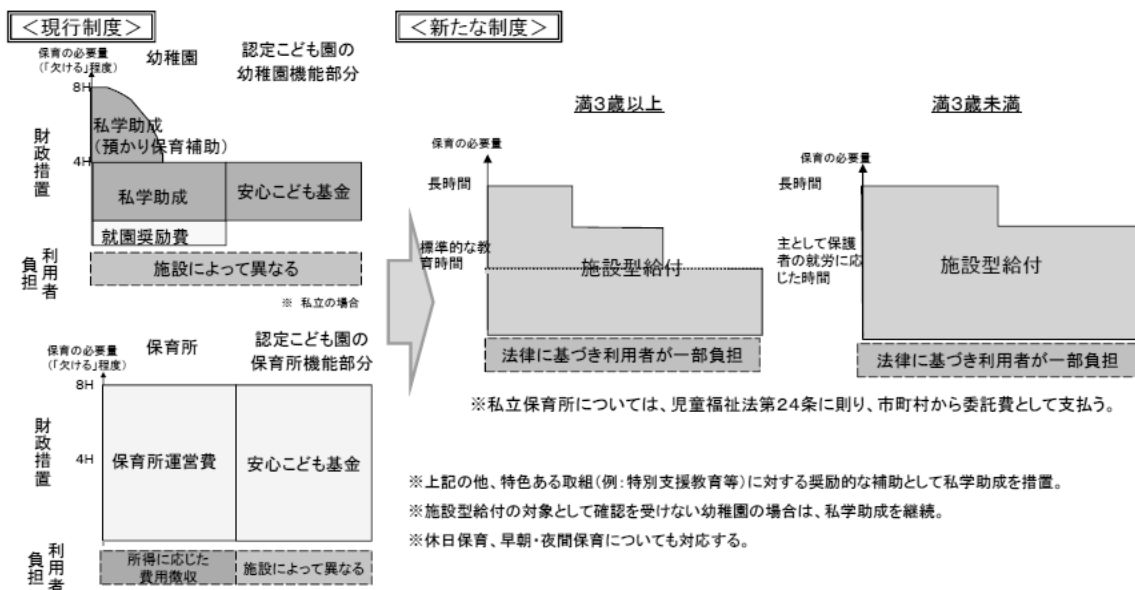 ＜現行制度＞
保育の必要量
(「欠ける」程度)
幼稚園
認定こども園の
幼稚園機能部分
8H
4H
財政措置
私学助成
(預かり保育補助)
私学助成
安心こども基金
就園奨励費
利用者
負担
施設によって異なる
※ 私立の場合
保育の必要量
(「欠ける」程度)
保育所
認定こども園の
保育所機能部分
8H
4H
財政措置
保育所運営費
安心こども基金
利用者
負担
所得に応じた
費用徴収
施設によって異なる
＜新たな制度＞
満３歳以上
保育の必要量
長時間
標準的な教
育時間
施設型給付
法律に基づき利用者が一部負担
満３歳未満
保育の必要量
長時間
主として保護
者の就労に応
じた時間
施設型給付
法律に基づき利用者が一部負担
※私立保育所については、児童福祉法第２４条に則り、市町村から委託費として支払う。
※上記の他、特色ある取組(例：特別支援教育等)に対する奨励的な補助として私学助成を措置。
※施設型給付の対象として確認を受けない幼稚園の場合は、私学助成を継続。
※休日保育、早朝・夜間保育についても対応する。